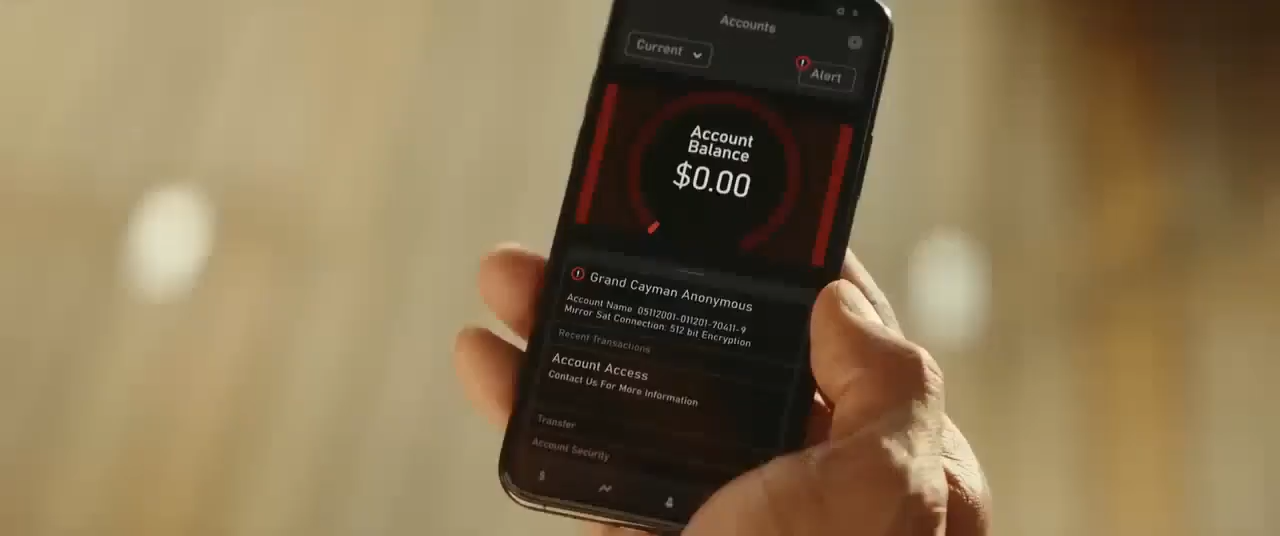 Accounts
Current
Alert
Account
Balance
$0.00
Grand Cayman Anonymous
Account Name 05112001-011201-70411-9
Mirror Sat Connection: 512 bit Encryption
Recent Transactions
Account Access
Contact Us For More Information
Transfer
Account Security